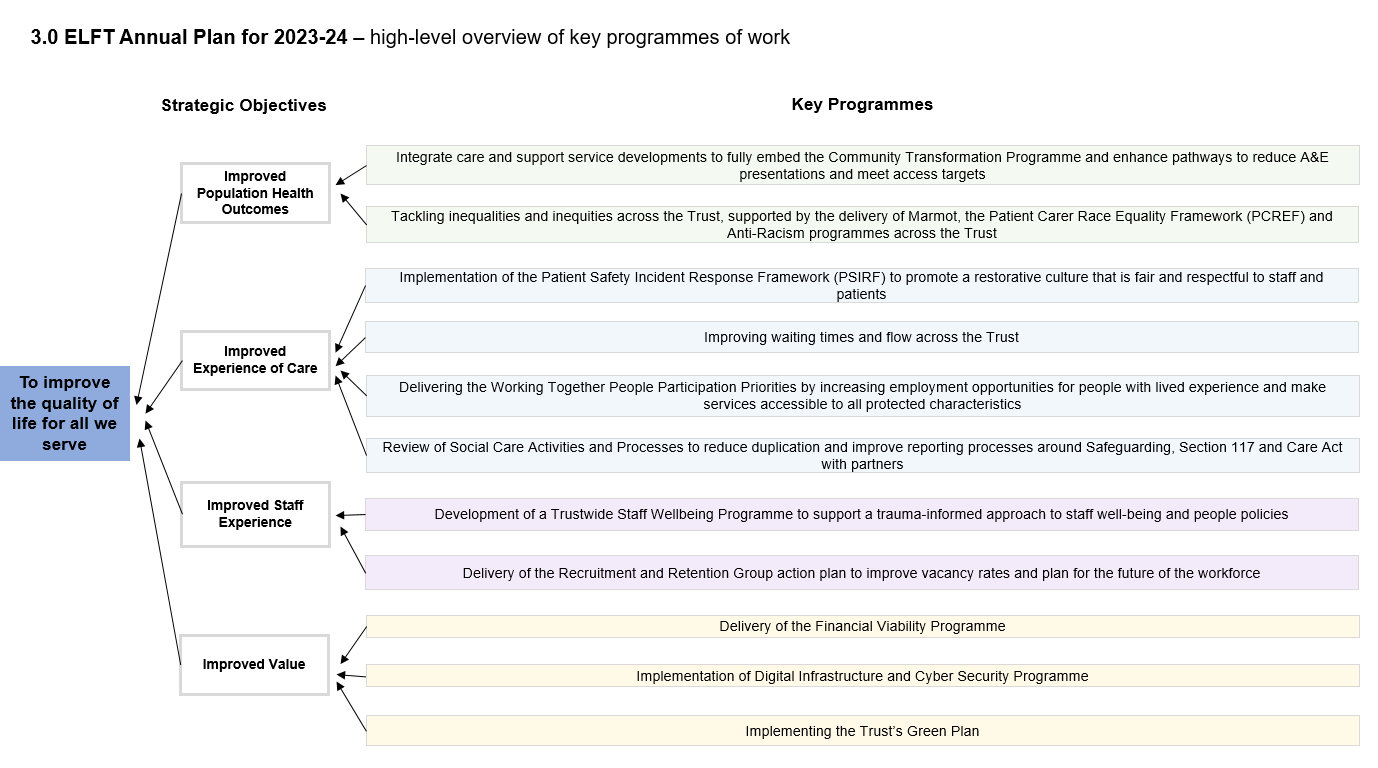 3.0 ELFT Annual Plan for 2023-24 – high-level overview of key programmes of work
Strategic Objectives
Key Programmes
To improve
the quality of
life for all we
serve
Improved
Population Health
Outcomes
Integrate care and support service developments to fully embed the Community Transformation Programme and enhance pathways to reduce A&E
presentations and meet access targets
Tackling inequalities and inequities across the Trust, supported by the delivery of Marmot, the Patient Carer Race Equality Framework (PCREF) and
Anti-Racism programmes across the Trust
Improved
Experience of Care
Implementation of the Patient Safety Incident Response Framework (PSIRF) to promote a restorative culture that is fair and respectful to staff and
patients
Improving waiting times and flow across the Trust
Delivering the Working Together People Participation Priorities by increasing employment opportunities for people with lived experience and make
services accessible to all protected characteristics
Review of Social Care Activities and Processes to reduce duplication and improve reporting processes around Safeguarding, Section 117 and Care Act
with partners
Improved Staff
Experience
Development of a Trustwide Staff Wellbeing Programme to support a trauma-informed approach to staff well-being and people policies
Delivery of the Recruitment and Retention Group action plan to improve vacancy rates and plan for the future of the workforce
Improved Value
Delivery of the Financial Viability Programme
Implementation of Digital Infrastructure and Cyber Security Programme
Implementing the Trust’s Green Plan